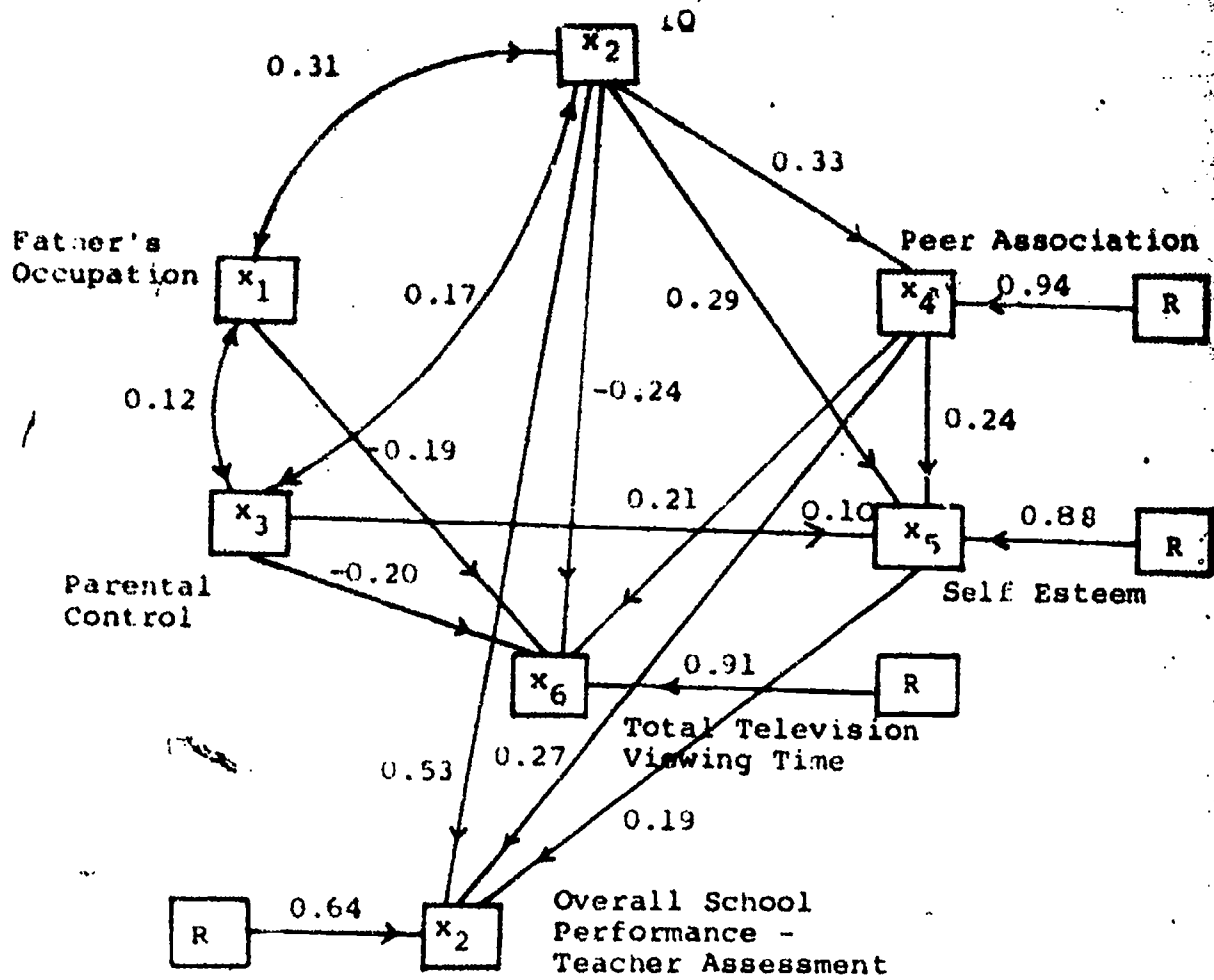 IQ
x2
0.31
0.33
Father's
Occupation
Peer Association
x1
x4
0.94
R
0.17
0.29
0.12
-0.24
0.24
-0.19
x3
0.21
0.10
x5
0.88
R
-0.20
Parental
Control
Self Esteem
x6
0.91
R
Total Television
Viewing Time
0.53
0.27
0.19
R
0.64
x2
Overall School
Performance -
Teacher Assessment